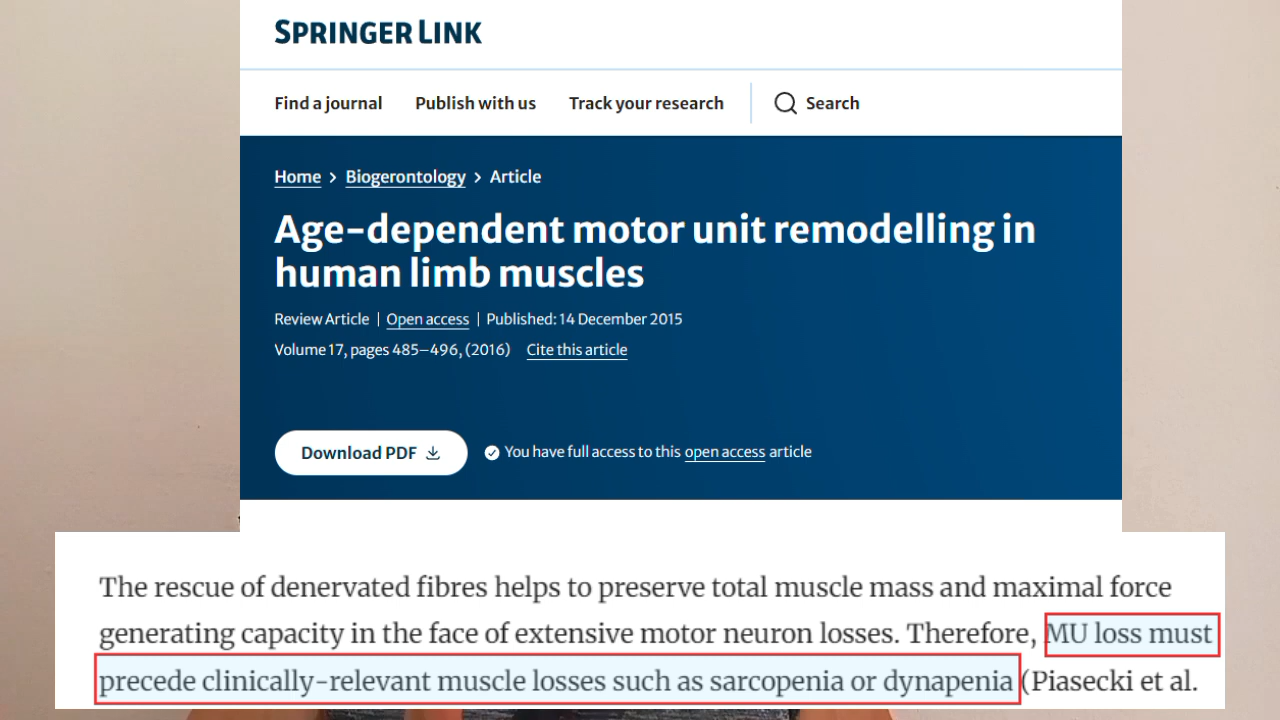 SPRINGER LINK
Find a journal Publish with us Track your research Search
Home > Biogerontology > Article
Age-dependent motor unit remodelling in
human limb muscles
Review Article | Open access | Published: 14 December 2015
Volume 17, pages 485–496, (2016) Cite this article
Download PDF You have full access to this open access article
The rescue of denervated fibres helps to preserve total muscle mass and maximal force
generating capacity in the face of extensive motor neuron losses. Therefore, MU loss must
precede clinically-relevant muscle losses such as sarcopenia or dynapenia (Piasecki et al.